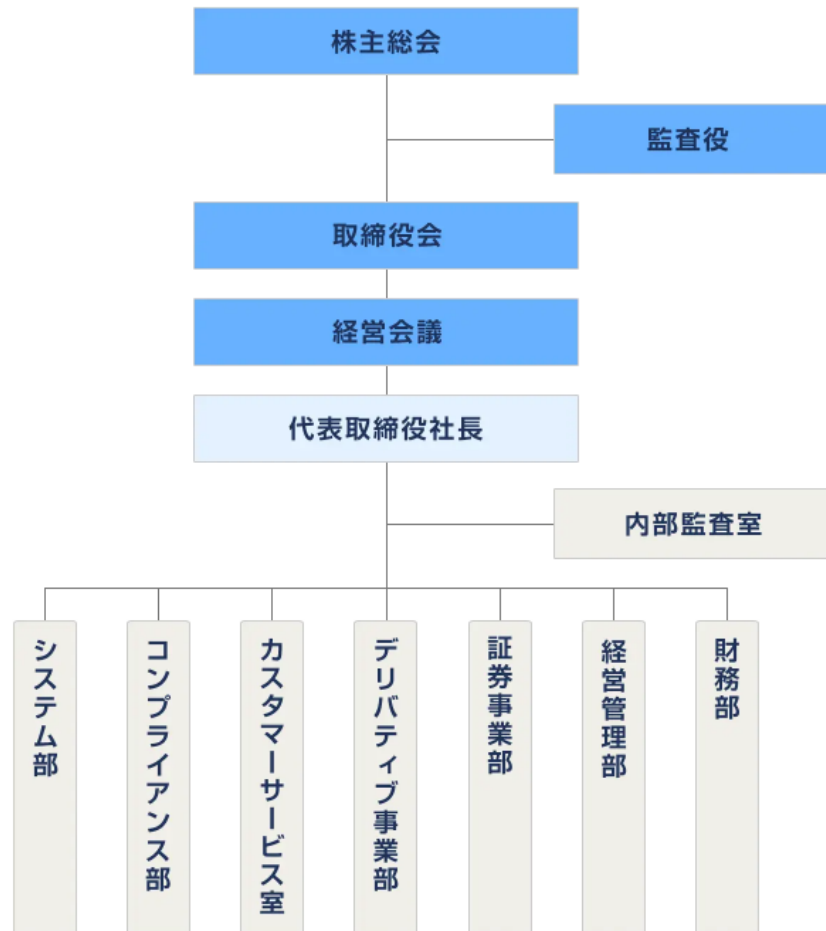 株主総会
監査役
取締役会
経営会議
代表取締役社長
内部監査室
システム部
コンプライアンス部
カスタマーサービス室
デリバティブ事業部
証券事業部
経営管理部
財務部